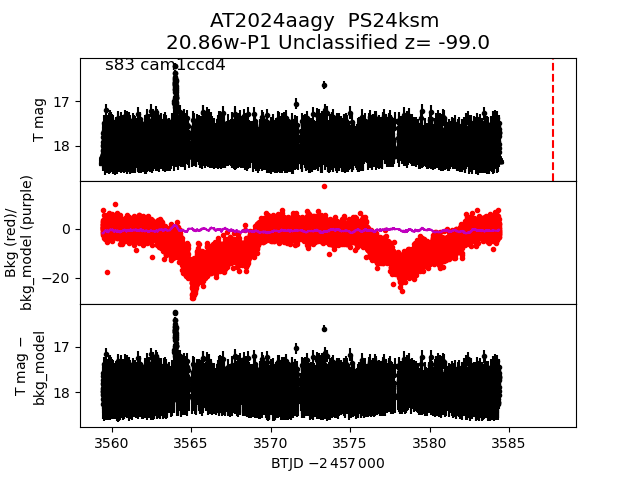 AT2024aagy  PS24ksm
20.86w-P1 Unclassified z= -99.0
s83 cam1ccd4
T mag
17
18
Bkg (red)/
bkg_model (purple)
0
−20
T mag −
bkg_model
17
18
3560 3565 3570 3575 3580 3585
BTJD −2 457 000